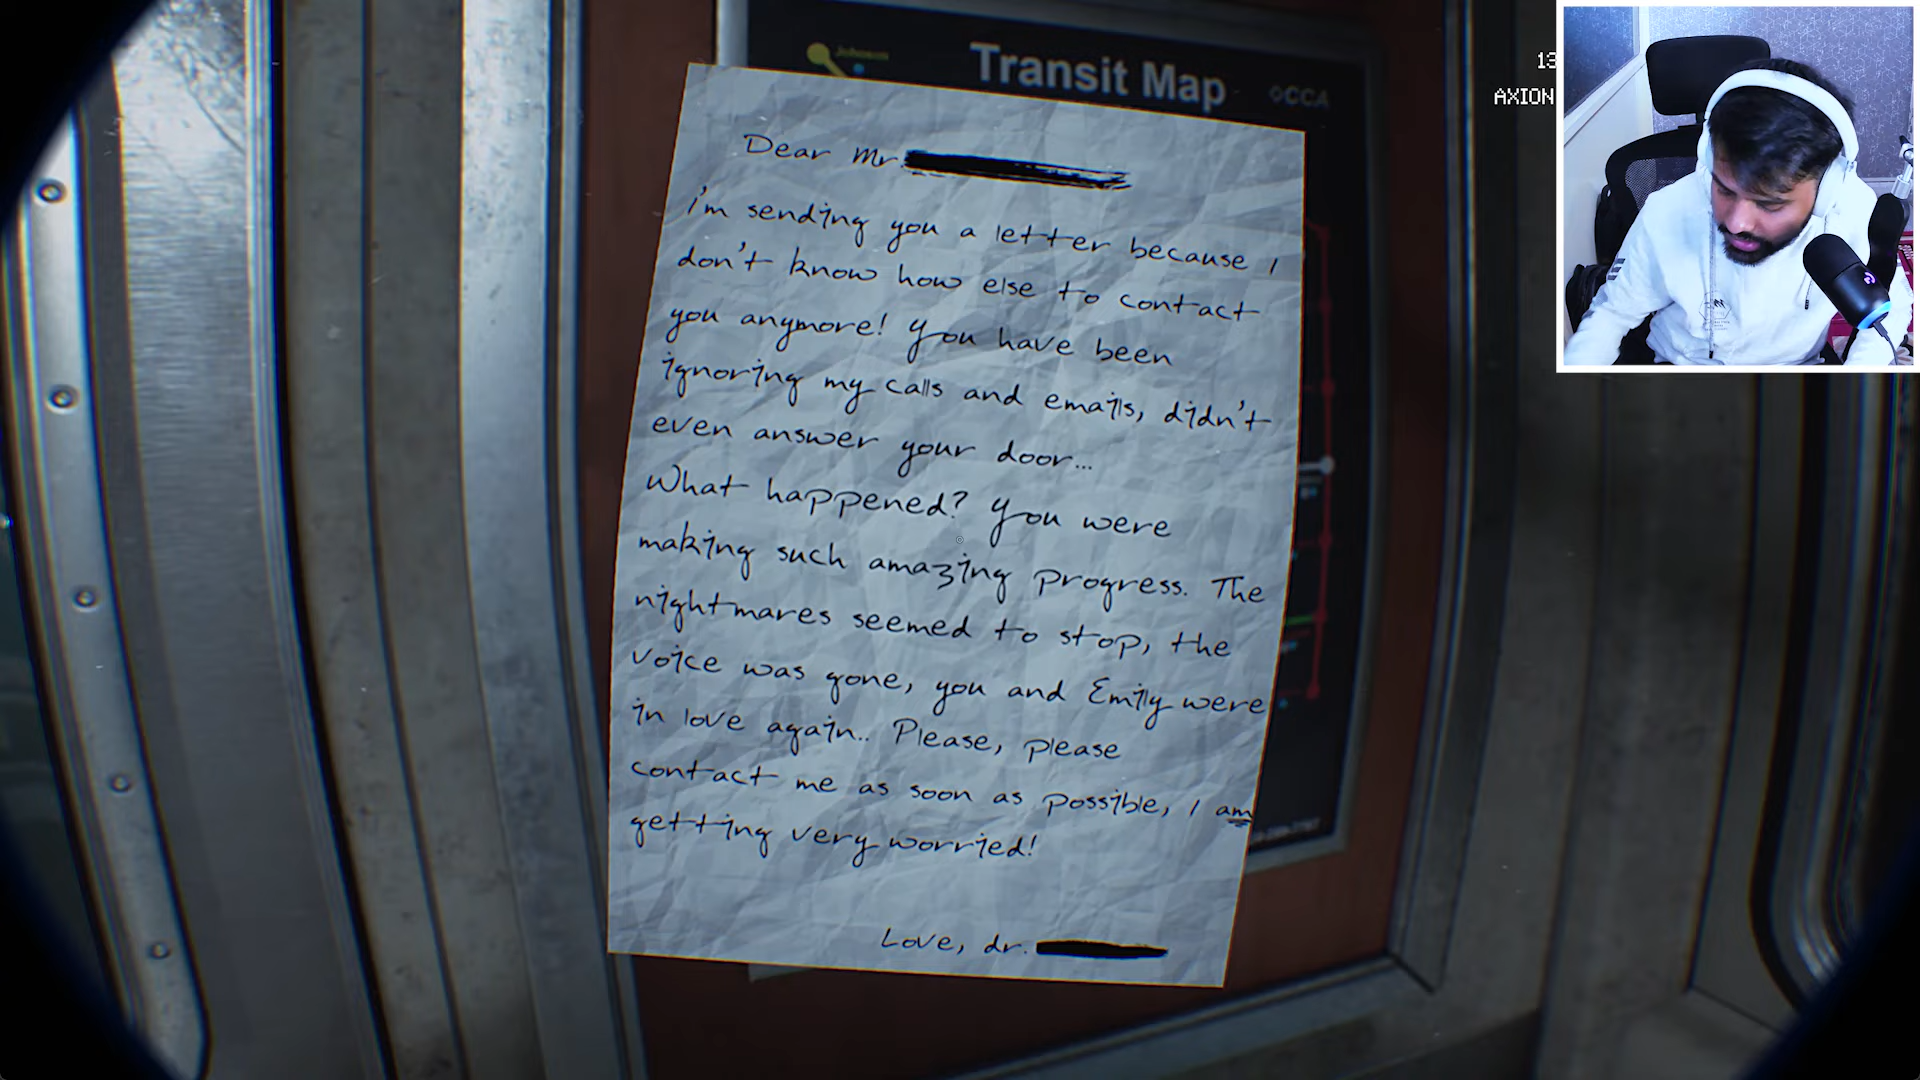 Johnson
Transit Map
OCCA
13
AXION
Dear Mr.
i'm sending you a letter because I
don't know how else to contact
you anymore! You have been
ignoring my calls and emails, didn't
even answer your door...
What happened? You were
making such amazing progress. The
nightmares seemed to stop, the
voice was gone, you and Emily were
in love again.. Please, please
contact me as soon as possible, I am
getting very worried!
Love, dr.